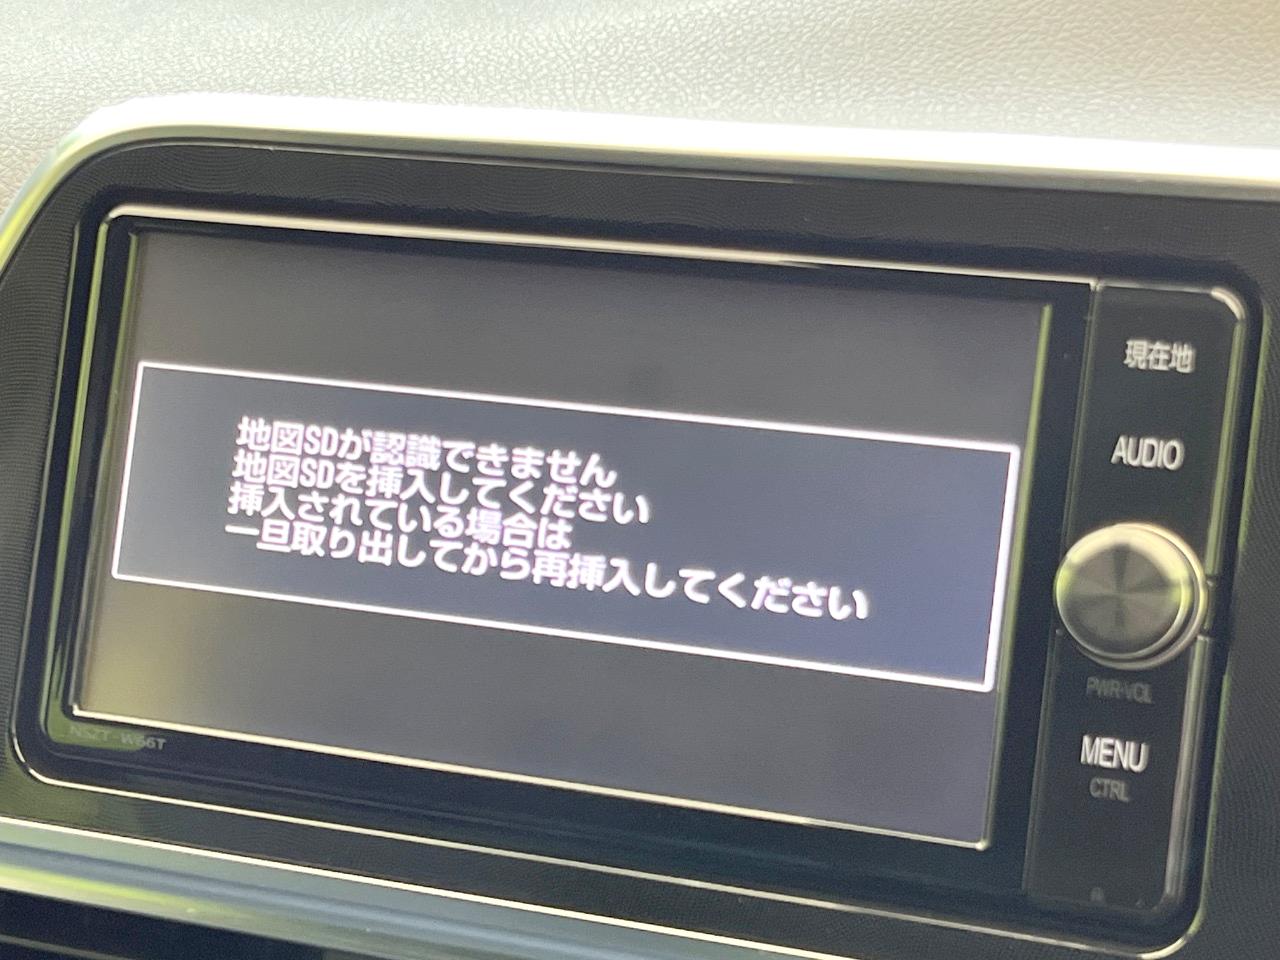 地図SDが認識できません
地図SDを挿入してください
挿入されている場合は
一旦取り出してから再挿入してください
現在地
AUDIO
PWR·VOL
MENU
CTRL
NSZT-W66T